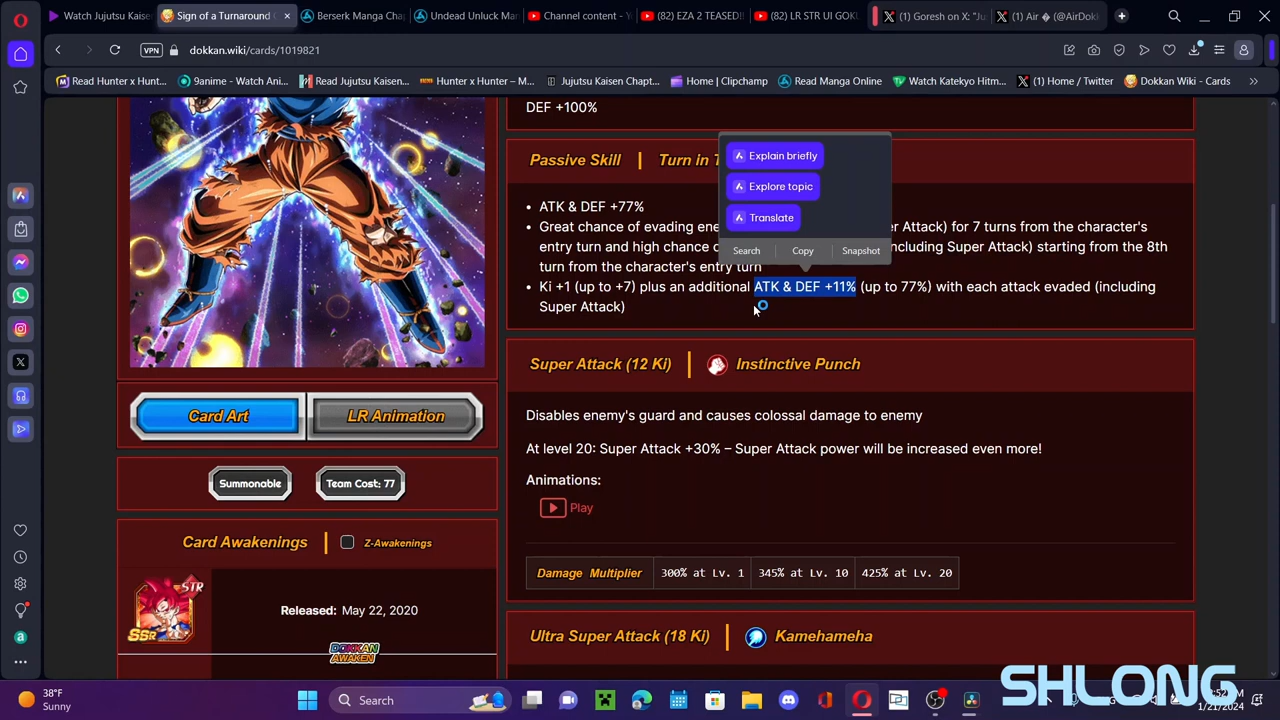 Watch Jujutsu Kaise
Sign of a Turnaround
Berserk Manga Cha
Undead Unluck Man
Channel content - Y
(82) EZA 2 TEASED!
(82) LR STR UI GOK
(1) Goresh on X: "Ju
(1) Air � (@AirDok
VPN
dokkan.wiki/cards/1019821
Read Hunter x Hunt...
9anime - Watch Ani...
Read Jujutsu Kaisen...
Hunter x Hunter – M...
Jujutsu Kaisen Chapt...
Home | Clipchamp
Read Manga Online
Watch Katekyo Hitm...
(1) Home / Twitter
Dokkan Wiki - Cards
DEF +100%
Passive Skill | Turn in T
Explain briefly
Explore topic
Translate
Search
Copy
Snapshot
ATK & DEF +77%
Great chance of evading ene Attack) for 7 turns from the character's
entry turn and high chance including Super Attack) starting from the 8th
turn from the character's entry turn
Ki +1 (up to +7) plus an additional ATK & DEF +11% (up to 77%) with each attack evaded (including
Super Attack)
Super Attack (12 Ki) | Instinctive Punch
Disables enemy's guard and causes colossal damage to enemy
At level 20: Super Attack +30% – Super Attack power will be increased even more!
Animations:
Play
Damage Multiplier 300% at Lv. 1 345% at Lv. 10 425% at Lv. 20
Ultra Super Attack (18 Ki) | Kamehameha
Card Art
LR Animation
Summonable
Team Cost: 77
Card Awakenings | Z-Awakenings
STR
SSR
Released: May 22, 2020
DOKKAN
AWAKEN
38°F
Sunny
Search
SHLONG
1/21/2024